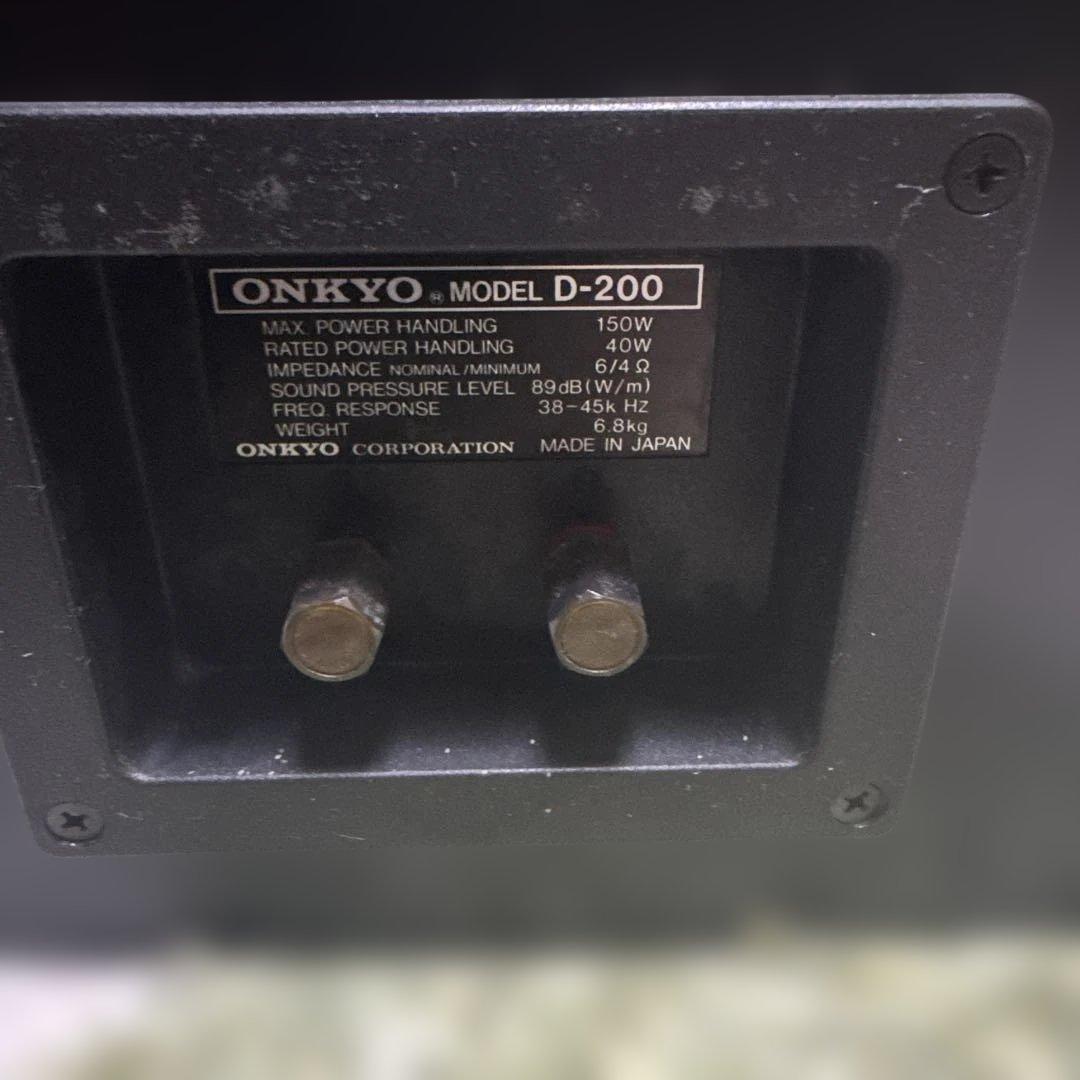 ONKYO® MODEL D-200
MAX. POWER HANDLING 150W
RATED POWER HANDLING 40W
IMPEDANCE NOMINAL/MINIMUM 6/4Ω
SOUND PRESSURE LEVEL 89dB(W/m)
FREQ. RESPONSE 38-45k HZ
WEIGHT 6.8kg
ONKYO CORPORATION MADE IN JAPAN